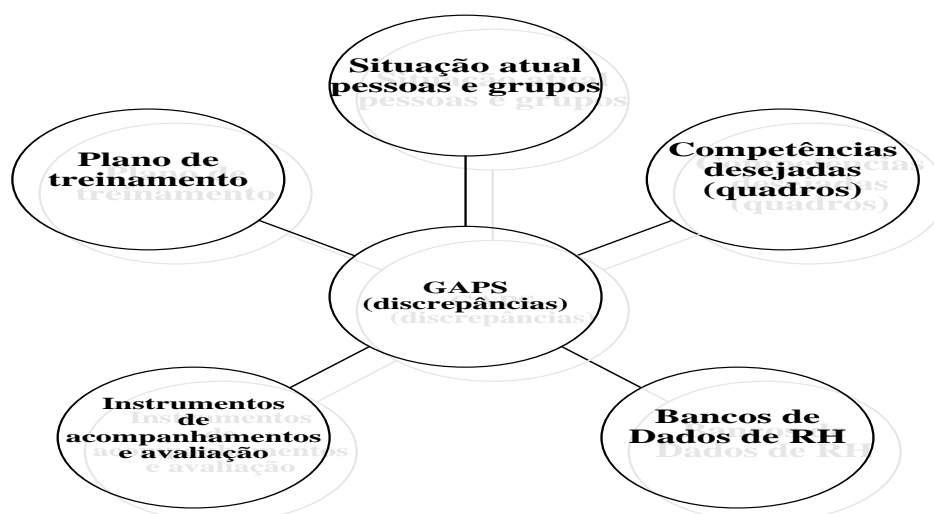 Situação atual
pessoas e grupos
Plano de
treinamento
Competências
desejadas
(quadros)
GAPS
(discrepâncias)
Instrumentos
de
acompanhamentos
e avaliação
Bancos de
Dados de RH